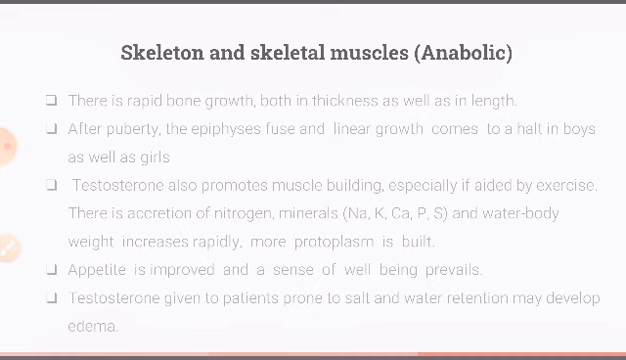 Skeleton and skeletal muscles (Anabolic)
❑ There is rapid bone growth, both in thickness as well as in length.
❑ After puberty, the epiphyses fuse and linear growth comes to a halt in boys
as well as girls
❑ Testosterone also promotes muscle building, especially if aided by exercise.
There is accretion of nitrogen, minerals (Na, K, Ca, P, S) and water-body
weight increases rapidly, more protoplasm is built.
❑ Appetite is improved and a sense of well being prevails.
❑ Testosterone given to patients prone to salt and water retention may develop
edema.